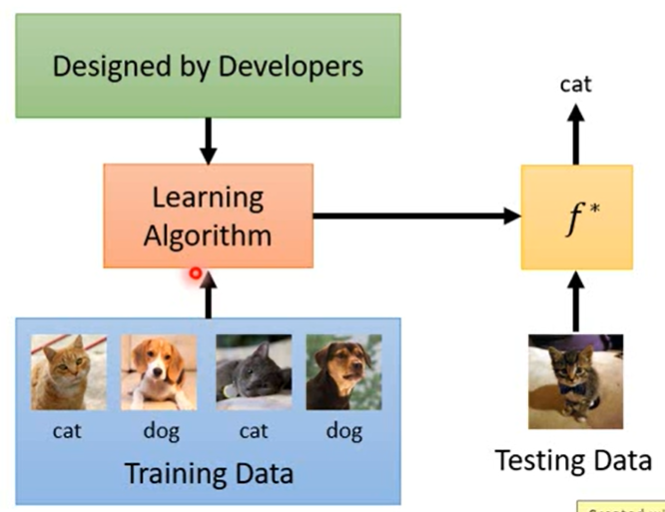 Designed by Developers
cat
Learning
Algorithm
f*
cat
dog
cat
dog
Training Data
Testing Data